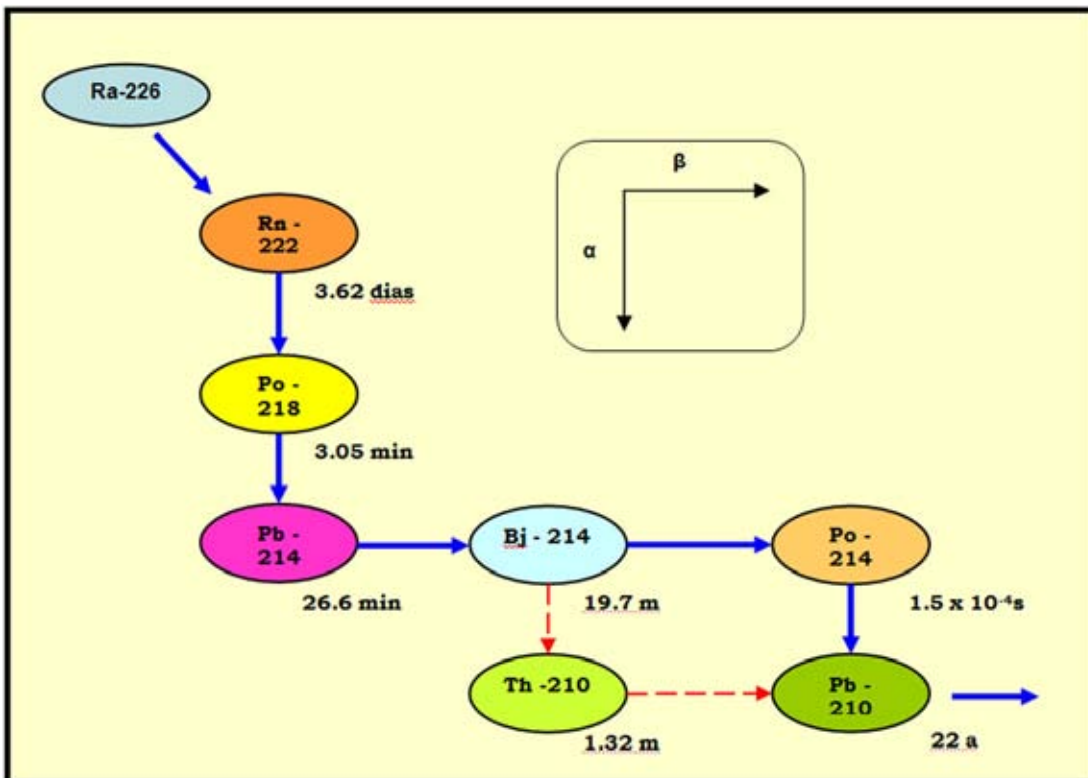 Ra-226
β
α
Rn -
222
3.62 dias
Po -
218
3.05 min
Pb -
214
26.6 min
Bj - 214
19.7 m
Po -
214
1.5 x 10⁻⁴s
Th -210
1.32 m
Pb -
210
22 a